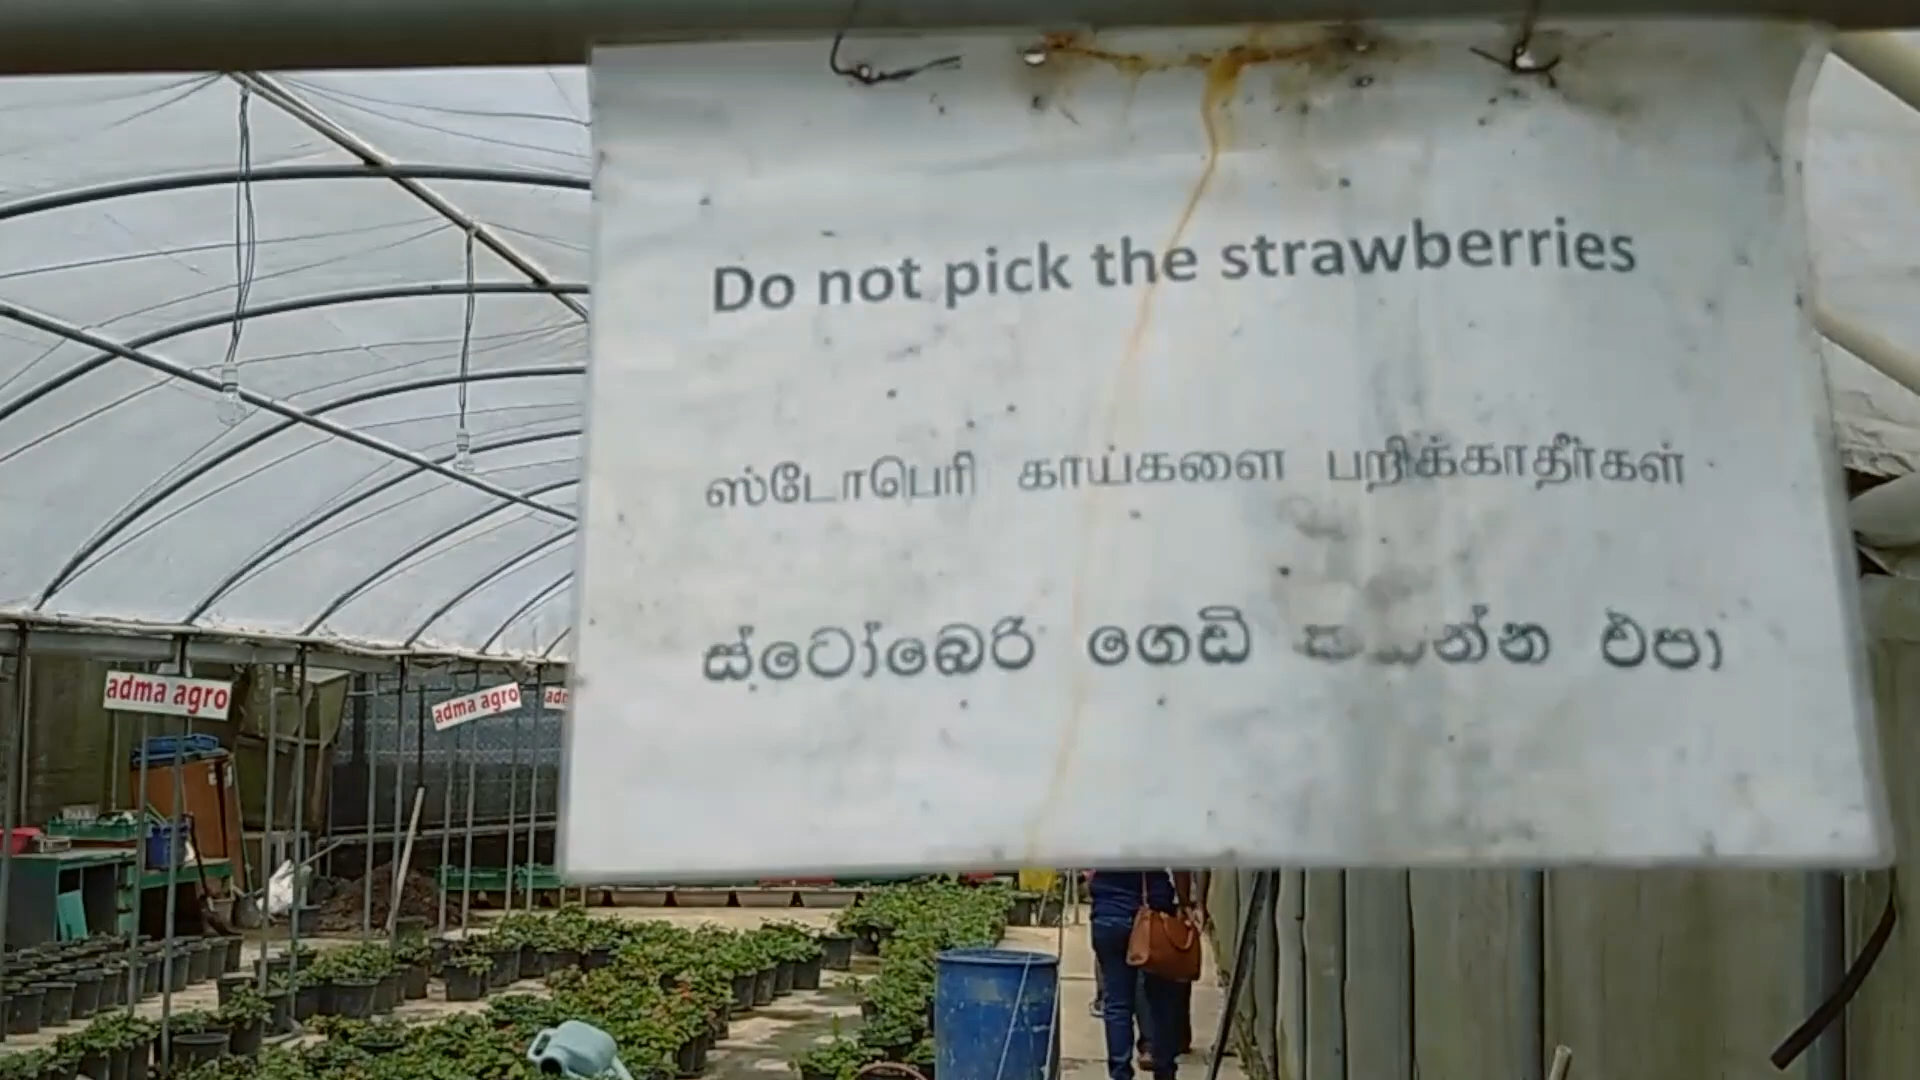 Do not pick the strawberries
ஸ்டோபெரி காய்களை பறிக்காதீர்கள்
ස්ටෝබෙරි ගෙඩි එපා
adma agro
adma agro